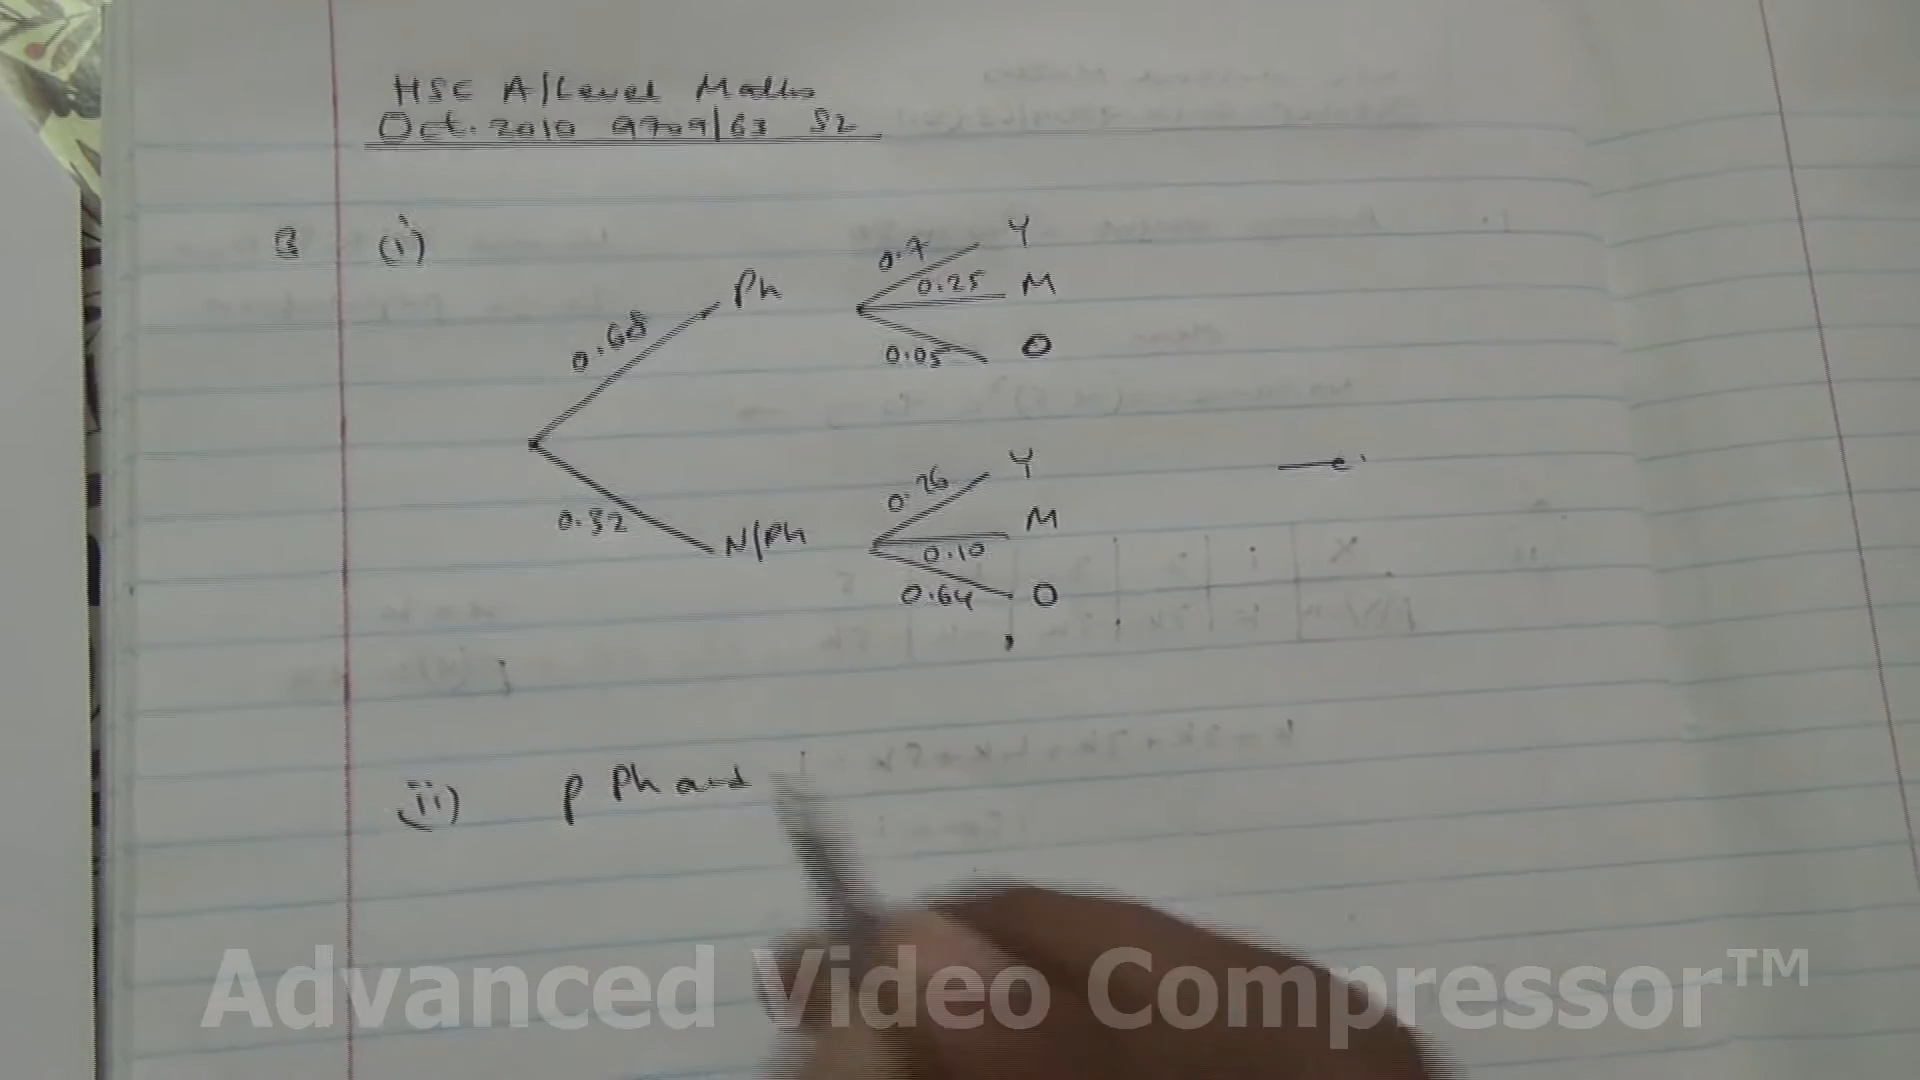 HSC A/Level Maths
Oct. 2010 9709/63 S2
3 (i)
0.68 Ph
0.7 Y
0.25 M
0.05 O
0.32 N/Ph
0.26 Y
0.10 M
0.64 O
(ii) P Ph and
Advanced Video Compressor™